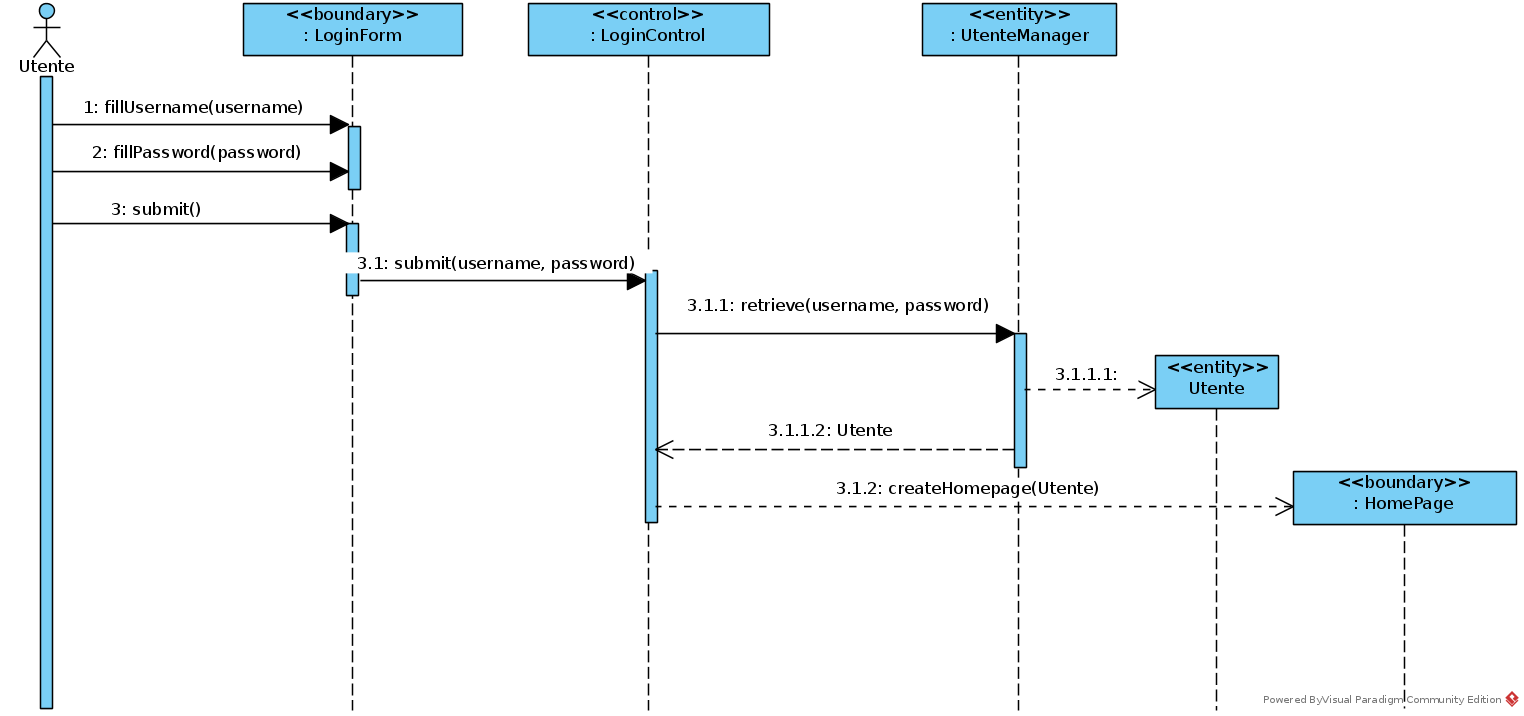 <<boundary>>
: LoginForm
<<control>>
: LoginControl
<<entity>>
: UtenteManager
Utente
1: fillUsername(username)
2: fillPassword(password)
3: submit()
3.1: submit(username, password)
3.1.1: retrieve(username, password)
<<entity>>
Utente
3.1.1.1:
3.1.1.2: Utente
<<boundary>>
: HomePage
3.1.2: createHomepage(Utente)
Powered ByVisual Paradigm Community Edition